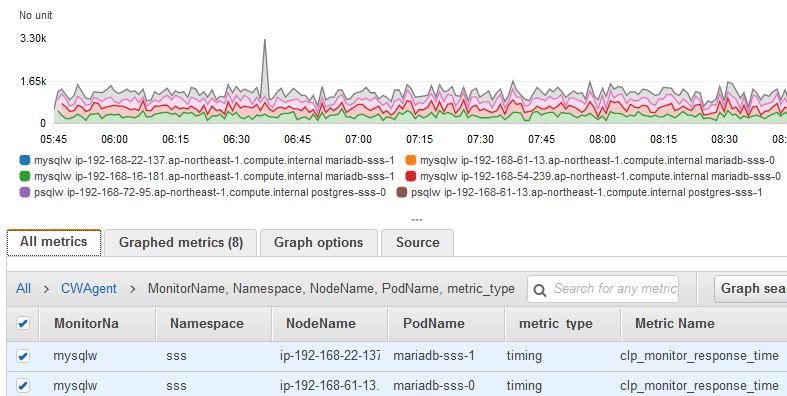 No unit
3.30k
1.65k
0
05:45 06:00 06:15 06:30 06:45 07:00 07:15 07:30 07:45 08:00 08:15 08:30 08:
mysqlw ip-192-168-22-137.ap-northeast-1.compute.internal mariadb-sss-1 mysqlw ip-192-168-61-13.ap-northeast-1.compute.internal mariadb-sss-0
mysqlw ip-192-168-16-181.ap-northeast-1.compute.internal mariadb-sss-1 mysqlw ip-192-168-54-239.ap-northeast-1.compute.internal mariadb-sss-0
psqlw ip-192-168-72-95.ap-northeast-1.compute.internal postgres-sss-0 psqlw ip-192-168-61-13.ap-northeast-1.compute.internal postgres-sss-1
All metrics Graphed metrics (8) Graph options Source
All > CWAgent > MonitorName, Namespace, NodeName, PodName, metric_type Search for any metric Graph sea
MonitorNa Namespace NodeName PodName metric_type Metric Name
mysqlw sss ip-192-168-22-137 mariadb-sss-1 timing clp_monitor_response_time
mysqlw sss ip-192-168-61-13. mariadb-sss-0 timing clp_monitor_response_time